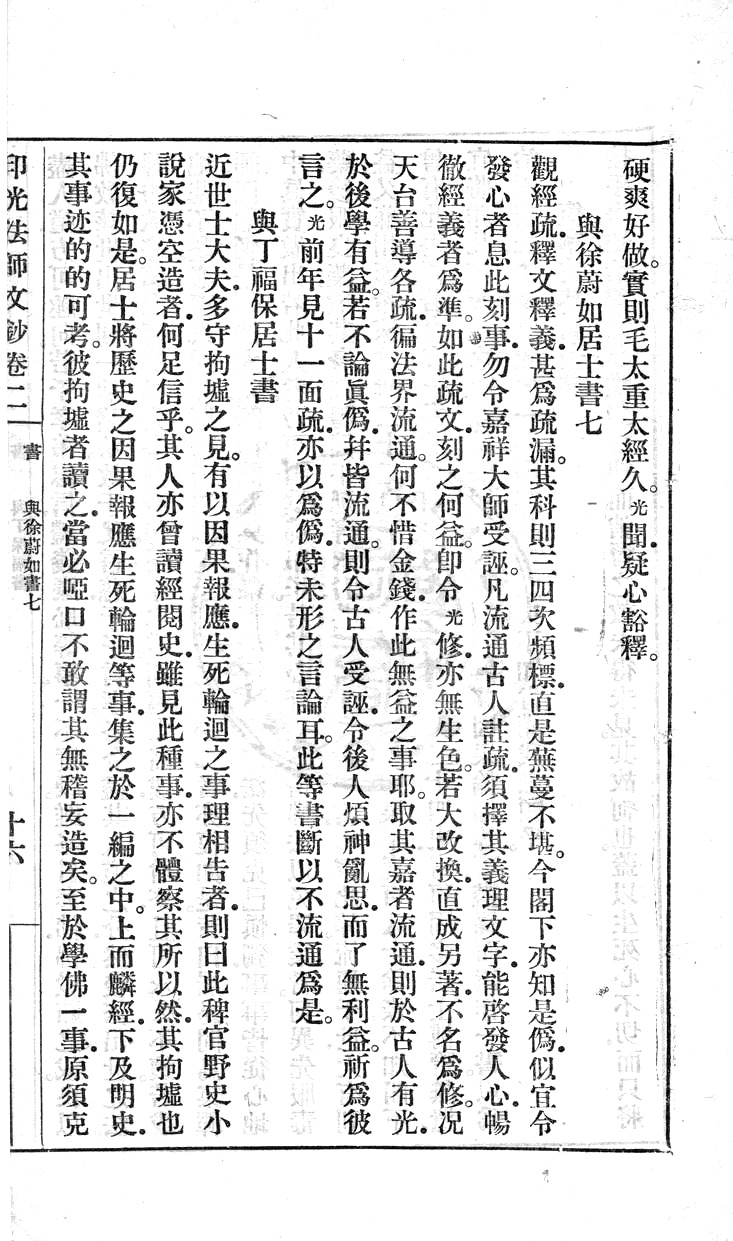 硬爽好做。實則毛太重太經久。光聞.疑心豁釋。
與徐蔚如居士書七
觀經疏.釋文釋義.甚爲疏漏。其科則三四次頻標.直是蕪蔓不堪。今閣下亦知是僞.似宜令
發心者息此刻事.勿令嘉祥大師受誣。凡流通古人註疏.須擇其義理文字.能啓發人心.暢
徹經義者爲準。如此疏文.刻之何益。卽令光修.亦無生色。若大改換.直成另著.不名爲修。况
天台善導各疏.徧法界流通。何不惜金錢.作此無益之事耶。取其嘉者流通.則於古人有光.
於後學有益。若不論眞僞.幷皆流通。則令古人受誣.令後人煩神亂思.而了無利益。祈爲彼
言之。光前年見十一面疏.亦以爲僞.特未形之言論耳。此等書斷以不流通爲是。
與丁福保居士書
近世士大夫.多守拘墟之見。有以因果報應.生死輪迴之事理相告者.則曰此稗官野史小
說家憑空造者.何足信乎。其人亦曾讀經閱史.雖見此種事.亦不體察其所以然.其拘墟也
仍復如是。居士將歷史之因果報應生死輪迴等事.集之於一編之中。上而麟經.下及明史.
其事迹的的可考。彼拘墟者讀之.當必啞口不敢謂其無稽妄造矣。至於學佛一事.原須克
印光法師文鈔卷二 書 與徐蔚如書七 十六